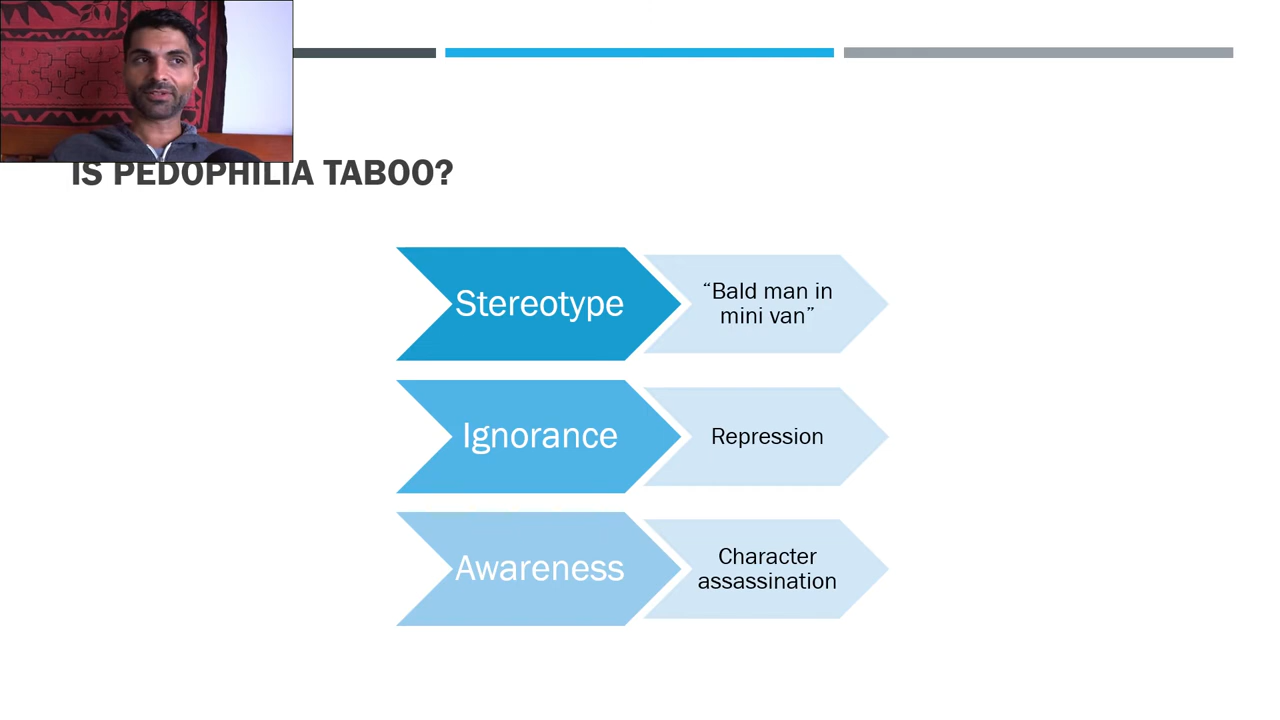 IS PEDOPHILIA TABOO?
Stereotype
“Bald man in
mini van”
Ignorance
Repression
Awareness
Character
assassination